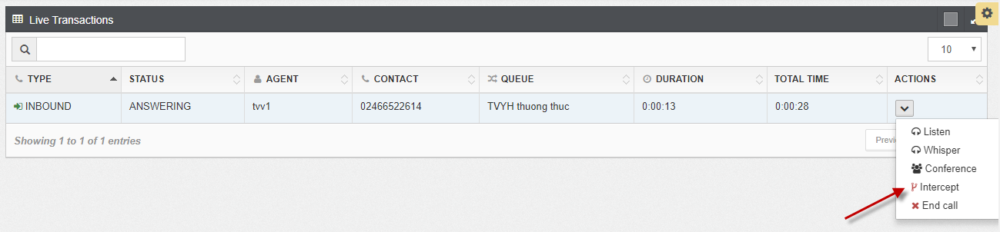 Live Transactions
10
TYPE STATUS AGENT CONTACT QUEUE DURATION TOTAL TIME ACTIONS
INBOUND ANSWERING tvv1 02466522614 TVYH thuong thuc 0:00:13 0:00:28
Showing 1 to 1 of 1 entries
Listen
Whisper
Conference
Intercept
End call